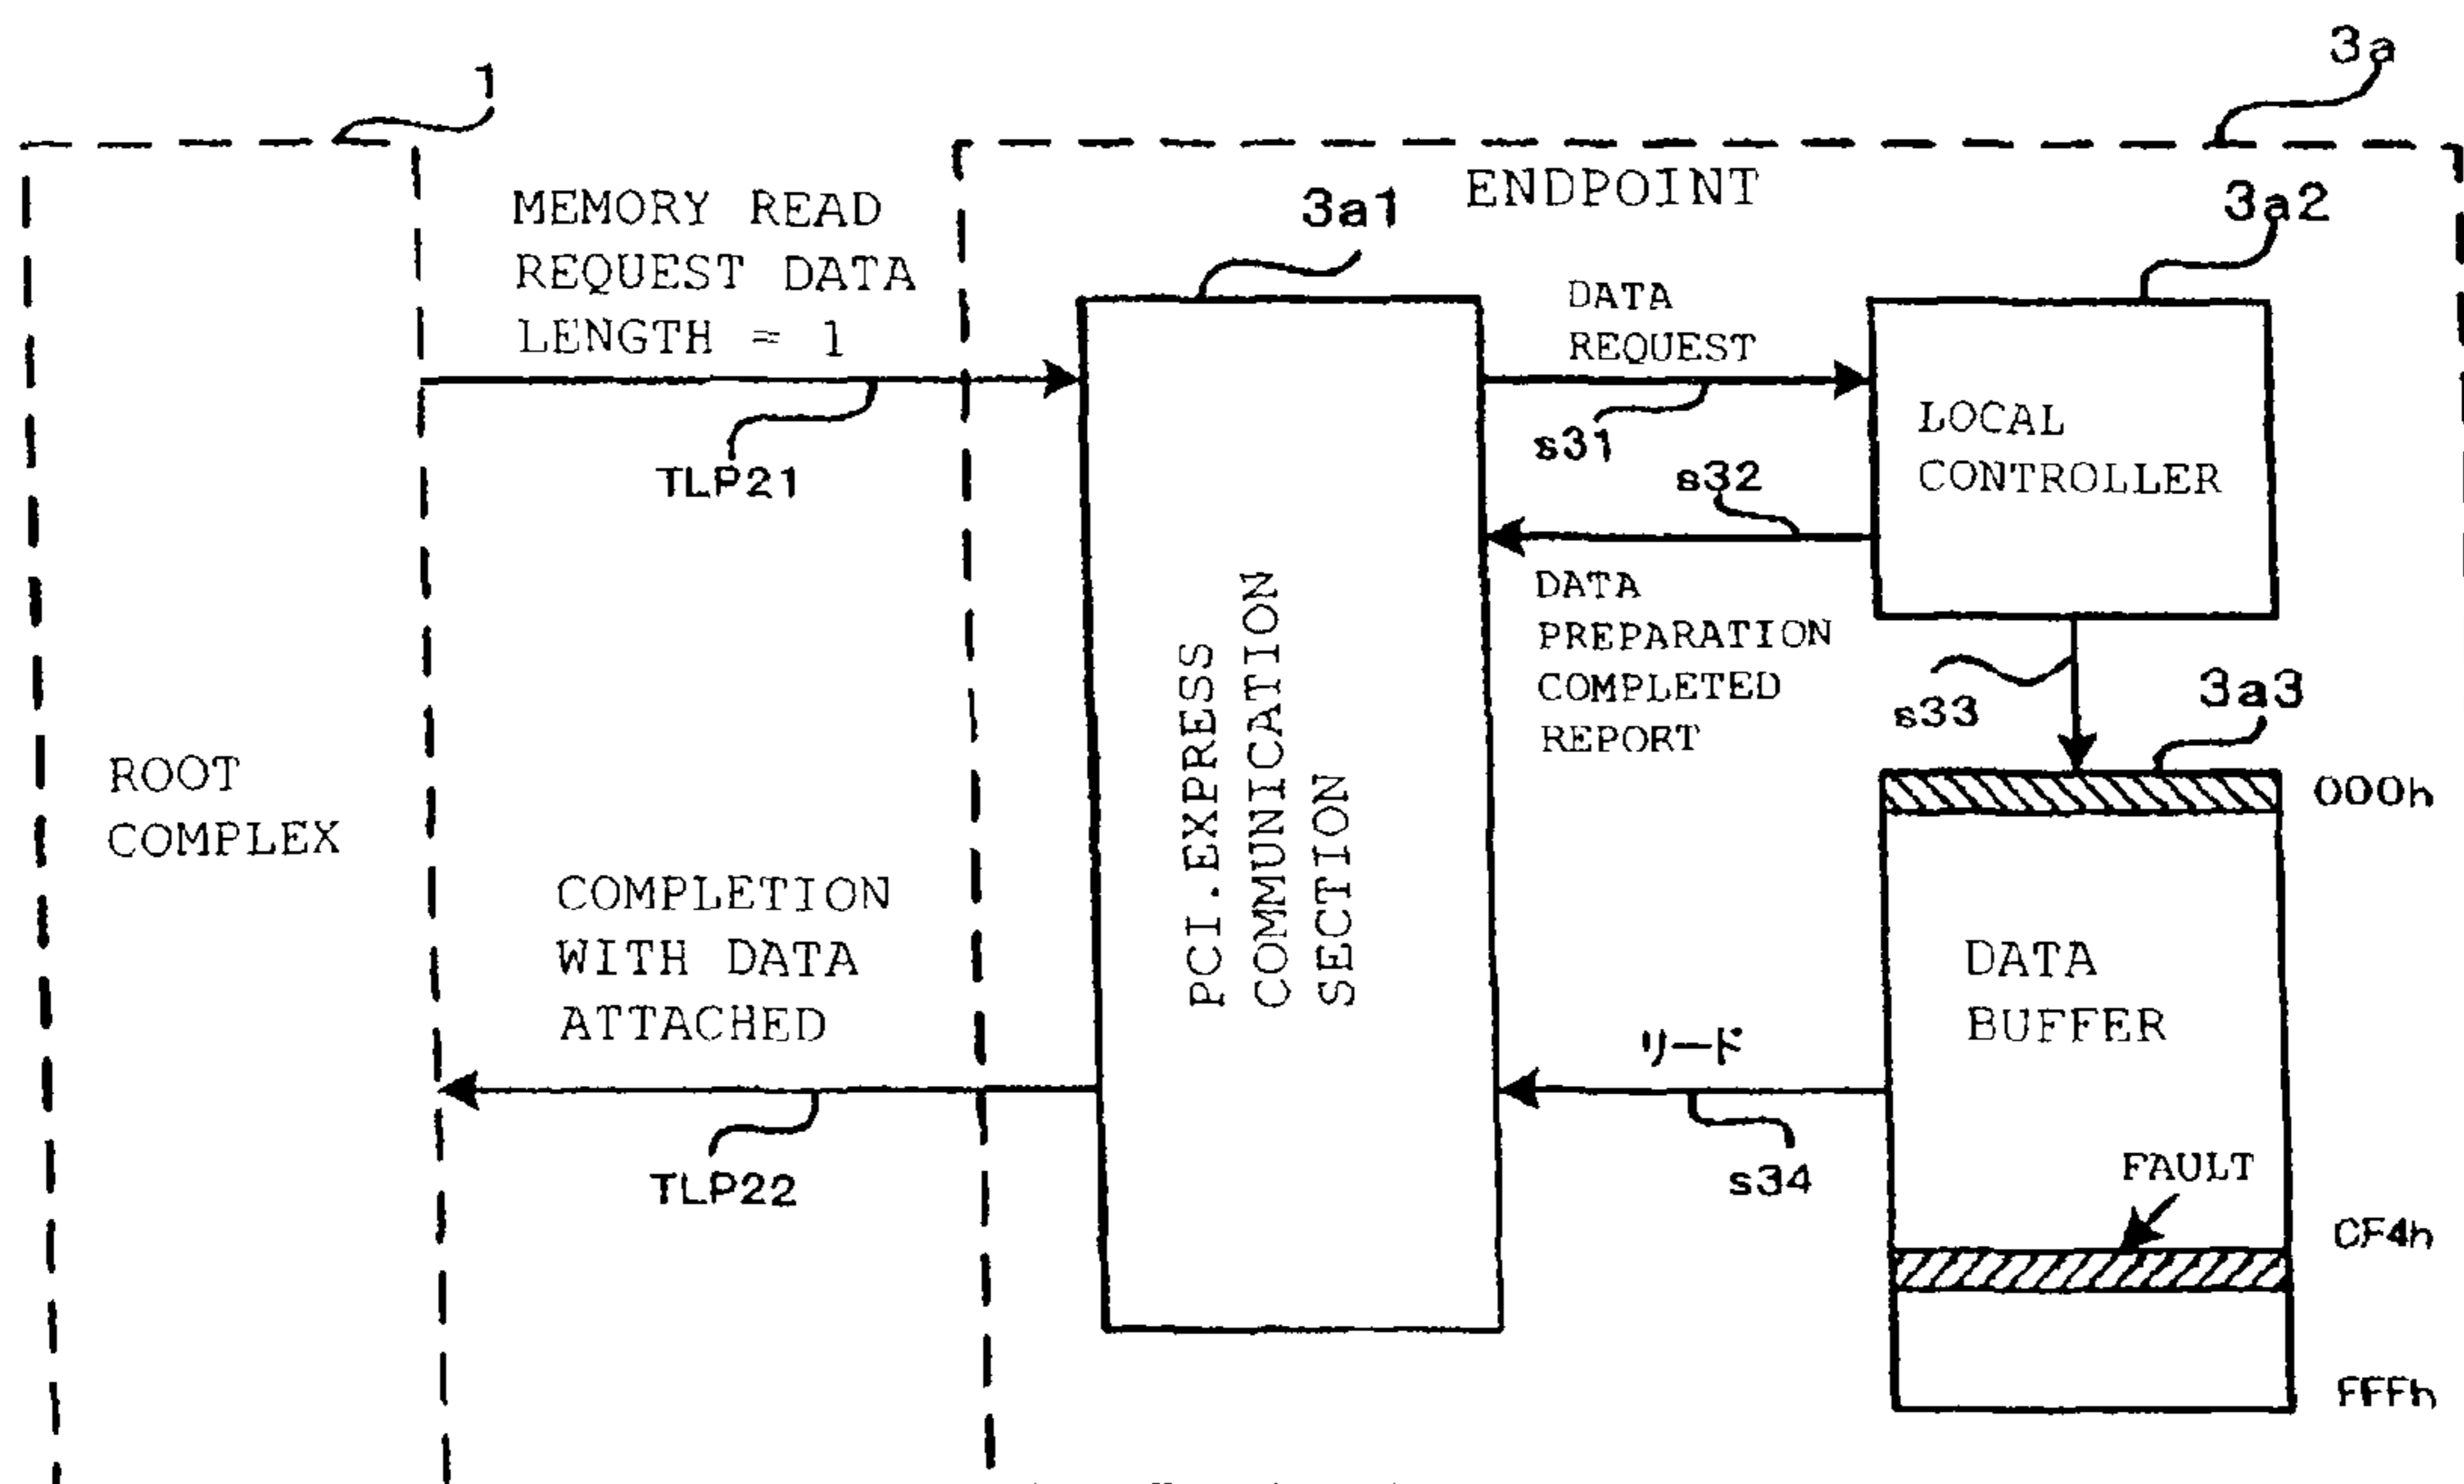 1
3a
ENDPOINT
MEMORY READ
REQUEST DATA
LENGTH = 1
TLP21
3a1
3a2
DATA
REQUEST
s31
s32
LOCAL
CONTROLLER
DATA
PREPARATION
COMPLETED
REPORT
s33
3a3
000h
ROOT
COMPLEX
PCI.EXPRESS
COMMUNICATION
SECTION
COMPLETION
WITH DATA
ATTACHED
TLP22
リード
s34
DATA
BUFFER
FAULT
CF4h
FFFh